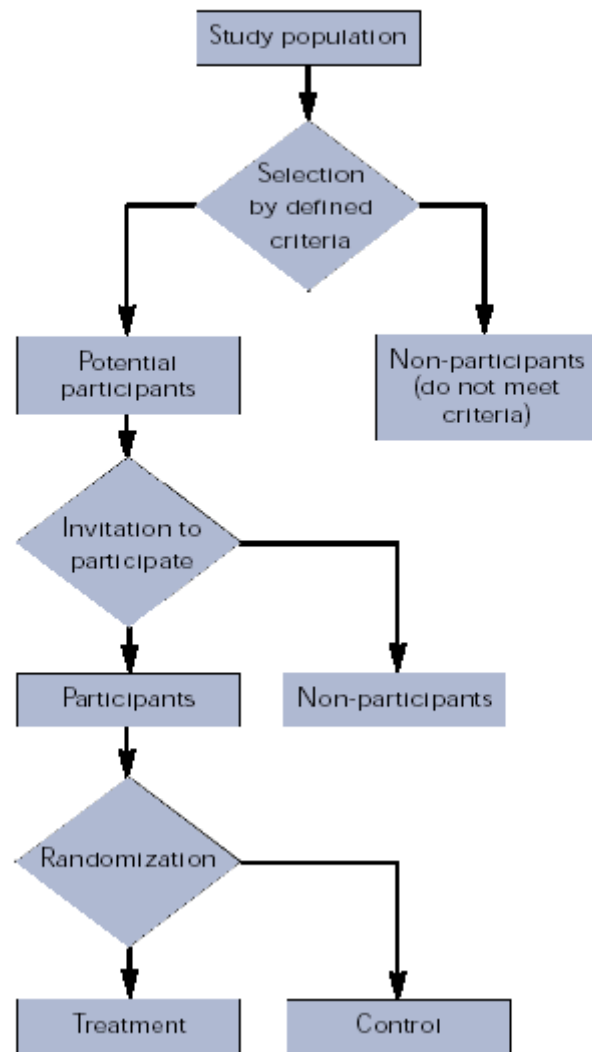 Study population
Selection
by defined
criteria
Potential
participants
Non-participants
(do not meet
criteria)
Invitation to
participate
Participants
Non-participants
Randomization
Treatment
Control